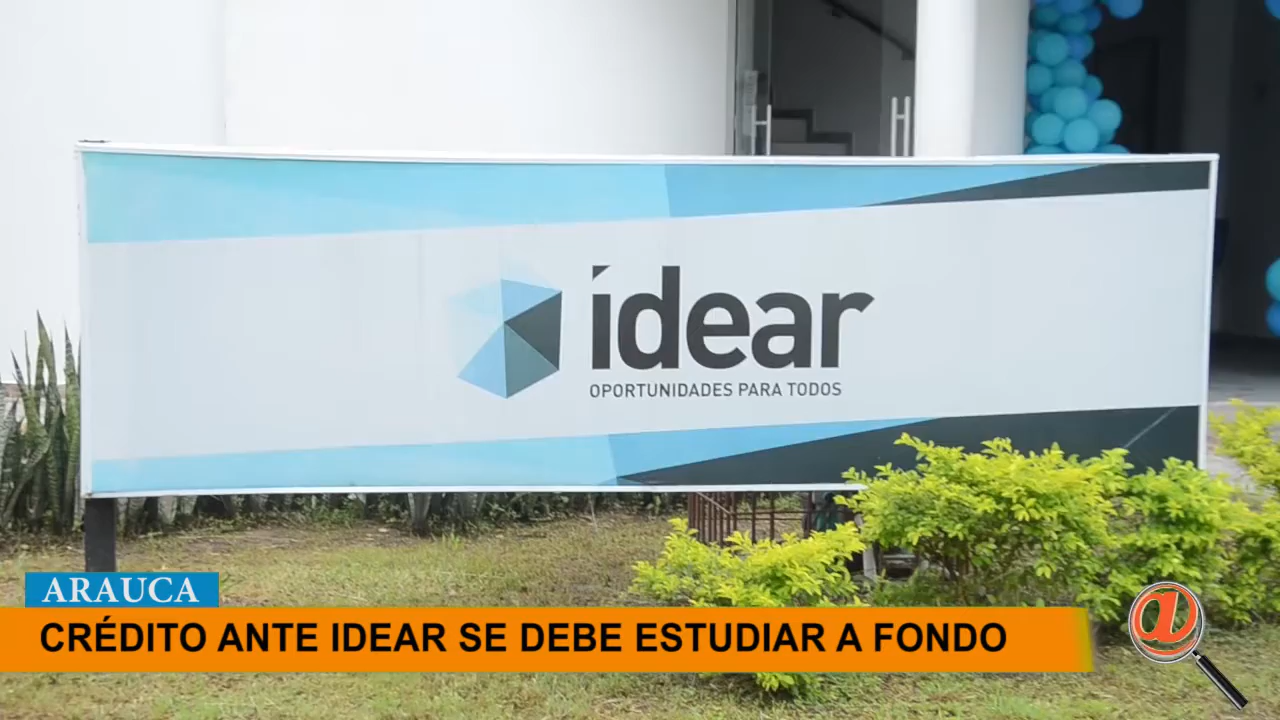 idear
OPORTUNIDADES PARA TODOS
ARAUCA
CRÉDITO ANTE IDEAR SE DEBE ESTUDIAR A FONDO
@